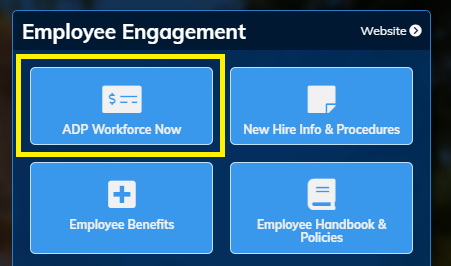 Employee Engagement
Website
$
ADP Workforce Now
New Hire Info & Procedures
Employee Benefits
Employee Handbook &
Policies